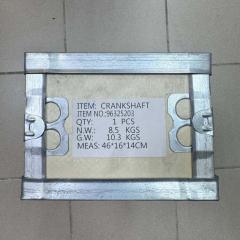 ITEM: CRANKSHAFT
ITEM NO.:96325203
QTY: 1 PCS
N.W.: 8.5 KGS
G.W.: 10.3 KGS
MEAS: 46*16*14CM